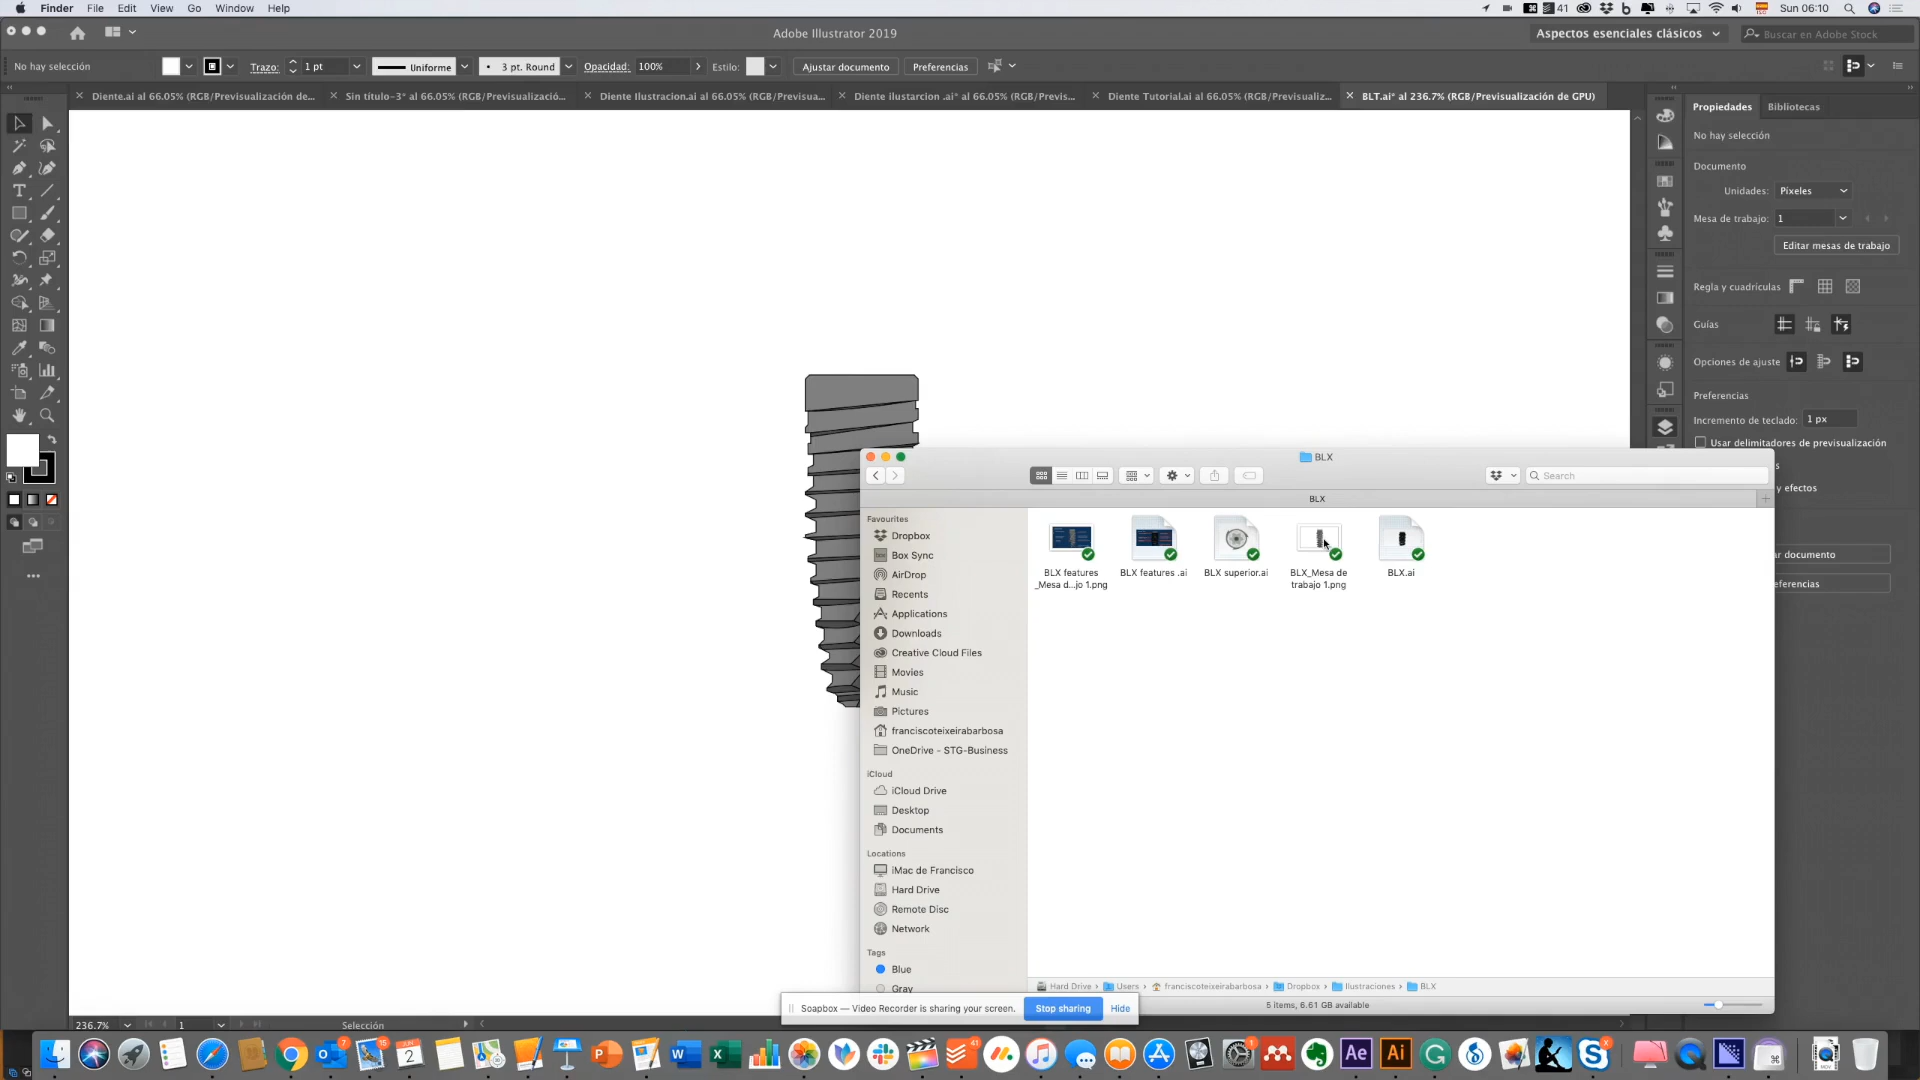 Finder File Edit View Go Window Help
41
Sun 06:10
Adobe Illustrator 2019
Aspectos esenciales clásicos
Buscar en Adobe Stock
No hay selección
Trazo:
1 pt
Uniforme
3 pt. Round
Opacidad:
100%
Estilo:
Ajustar documento
Preferencias
Diente.ai al 66.05% (RGB/Previsualización de...
Sin título-3* al 66.05% (RGB/Previsualizació...
Diente Ilustracion.ai al 66.05% (RGB/Previsua...
Diente ilustarcion .ai* al 66.05% (RGB/Previs...
Diente Tutorial.ai al 66.05% (RGB/Previsualiz...
BLT.ai* al 236.7% (RGB/Previsualización de GPU)
Propiedades
Bibliotecas
No hay selección
Documento
Unidades:
Píxeles
Mesa de trabajo:
1
Editar mesas de trabajo
Regla y cuadrículas
Guías
Opciones de ajuste
Preferencias
Incremento de teclado:
1 px
Usar delimitadores de previsualización
s
y efectos
ar documento
eferencias
BLX
Search
BLX
Favourites
Dropbox
Box Sync
AirDrop
Recents
Applications
Downloads
Creative Cloud Files
Movies
Music
Pictures
franciscoteixeirabarbosa
OneDrive - STG-Business
iCloud
iCloud Drive
Desktop
Documents
Locations
iMac de Francisco
Hard Drive
Remote Disc
Network
Tags
Blue
Gray
BLX features
_Mesa d...jo 1.png
BLX features .ai
BLX superior.ai
BLX_Mesa de
trabajo 1.png
BLX.ai
Hard Drive › Users › franciscoteixeirabarbosa › Dropbox › Ilustraciones › BLX
5 items, 6.61 GB available
Soapbox — Video Recorder is sharing your screen.
Stop sharing
Hide
236.7%
1
Selección